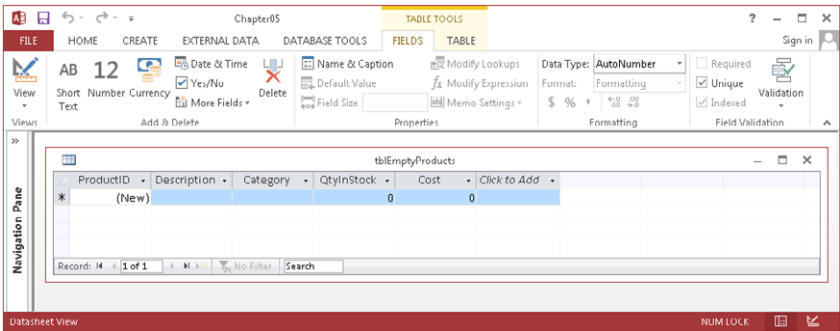 Chapter05
TABLE TOOLS
?
FILE HOME CREATE EXTERNAL DATA DATABASE TOOLS FIELDS TABLE Sign in
View
Views
AB Short Text
12 Number
Currency
Date & Time
Yes/No
More Fields
Delete
Add & Delete
Name & Caption
Default Value
Field Size
Modify Lookups
fx Modify Expression
ab Memo Settings
Properties
Data Type: AutoNumber
Format: Formatting
$ % , 
Formatting
Required
Unique
Indexed
Validation
Field Validation
»
Navigation Pane
tblEmptyProducts
ProductID Description Category QtyInStock Cost Click to Add
* (New) 0 0
Record: 1 of 1 No Filter Search
Datasheet View NUM LOCK